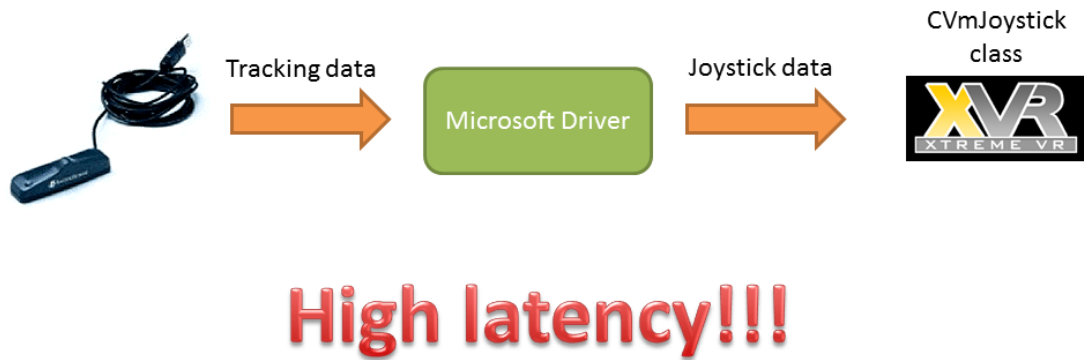 CVmJoystick
class
Tracking data
Joystick data
Microsoft Driver
XVR
XTREME VR
High latency!!!